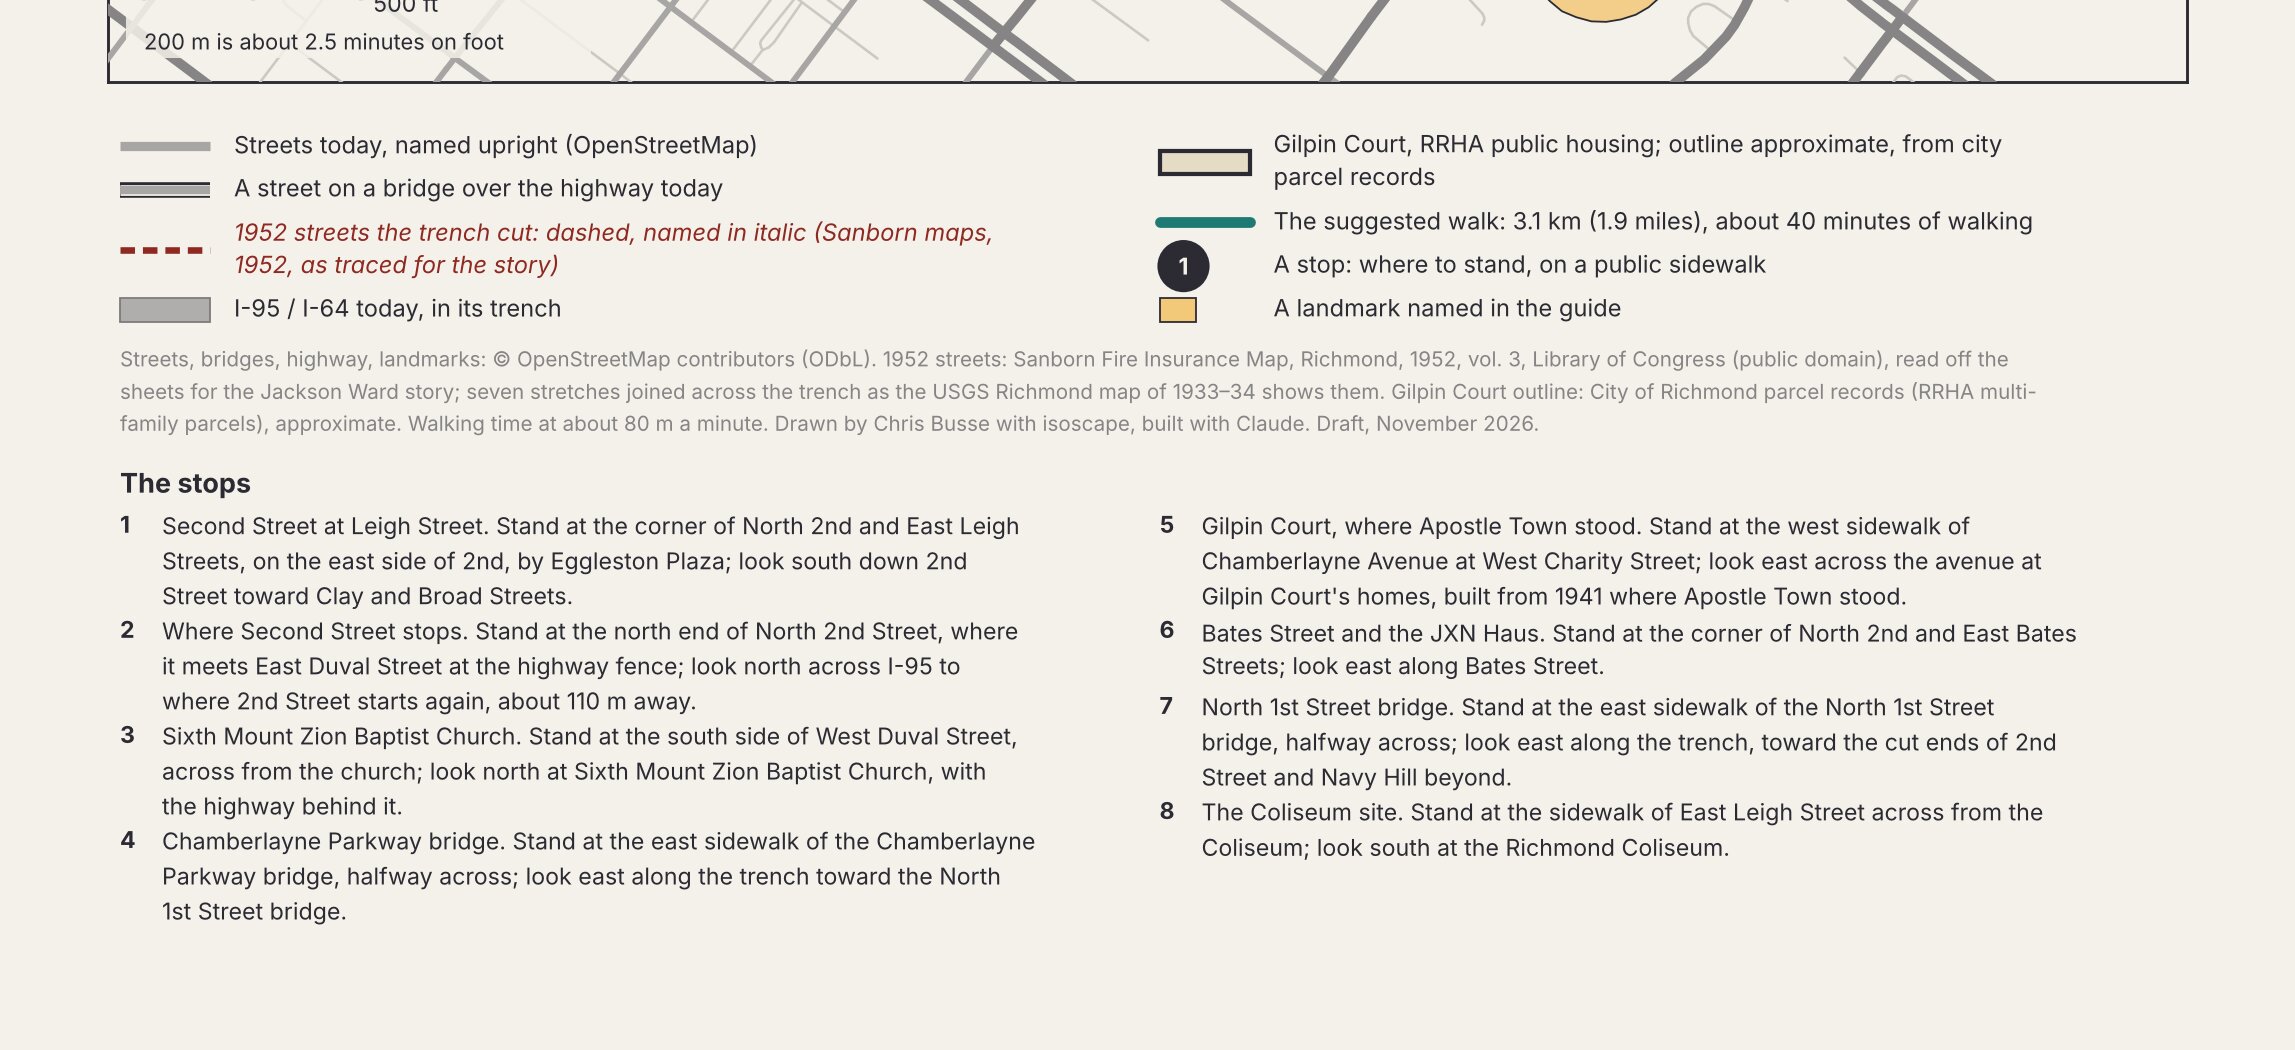 500 ft
200 m is about 2.5 minutes on foot
Streets today, named upright (OpenStreetMap)
A street on a bridge over the highway today
1952 streets the trench cut: dashed, named in italic (Sanborn maps,
1952, as traced for the story)
I-95 / I-64 today, in its trench
Gilpin Court, RRHA public housing; outline approximate, from city
parcel records
The suggested walk: 3.1 km (1.9 miles), about 40 minutes of walking
1
A stop: where to stand, on a public sidewalk
A landmark named in the guide
Streets, bridges, highway, landmarks: © OpenStreetMap contributors (ODbL). 1952 streets: Sanborn Fire Insurance Map, Richmond, 1952, vol. 3, Library of Congress (public domain), read off the
sheets for the Jackson Ward story; seven stretches joined across the trench as the USGS Richmond map of 1933–34 shows them. Gilpin Court outline: City of Richmond parcel records (RRHA multi-
family parcels), approximate. Walking time at about 80 m a minute. Drawn by Chris Busse with isoscape, built with Claude. Draft, November 2026.
The stops
1 Second Street at Leigh Street. Stand at the corner of North 2nd and East Leigh
Streets, on the east side of 2nd, by Eggleston Plaza; look south down 2nd
Street toward Clay and Broad Streets.
2 Where Second Street stops. Stand at the north end of North 2nd Street, where
it meets East Duval Street at the highway fence; look north across I-95 to
where 2nd Street starts again, about 110 m away.
3 Sixth Mount Zion Baptist Church. Stand at the south side of West Duval Street,
across from the church; look north at Sixth Mount Zion Baptist Church, with
the highway behind it.
4 Chamberlayne Parkway bridge. Stand at the east sidewalk of the Chamberlayne
Parkway bridge, halfway across; look east along the trench toward the North
1st Street bridge.
5 Gilpin Court, where Apostle Town stood. Stand at the west sidewalk of
Chamberlayne Avenue at West Charity Street; look east across the avenue at
Gilpin Court's homes, built from 1941 where Apostle Town stood.
6 Bates Street and the JXN Haus. Stand at the corner of North 2nd and East Bates
Streets; look east along Bates Street.
7 North 1st Street bridge. Stand at the east sidewalk of the North 1st Street
bridge, halfway across; look east along the trench, toward the cut ends of 2nd
Street and Navy Hill beyond.
8 The Coliseum site. Stand at the sidewalk of East Leigh Street across from the
Coliseum; look south at the Richmond Coliseum.